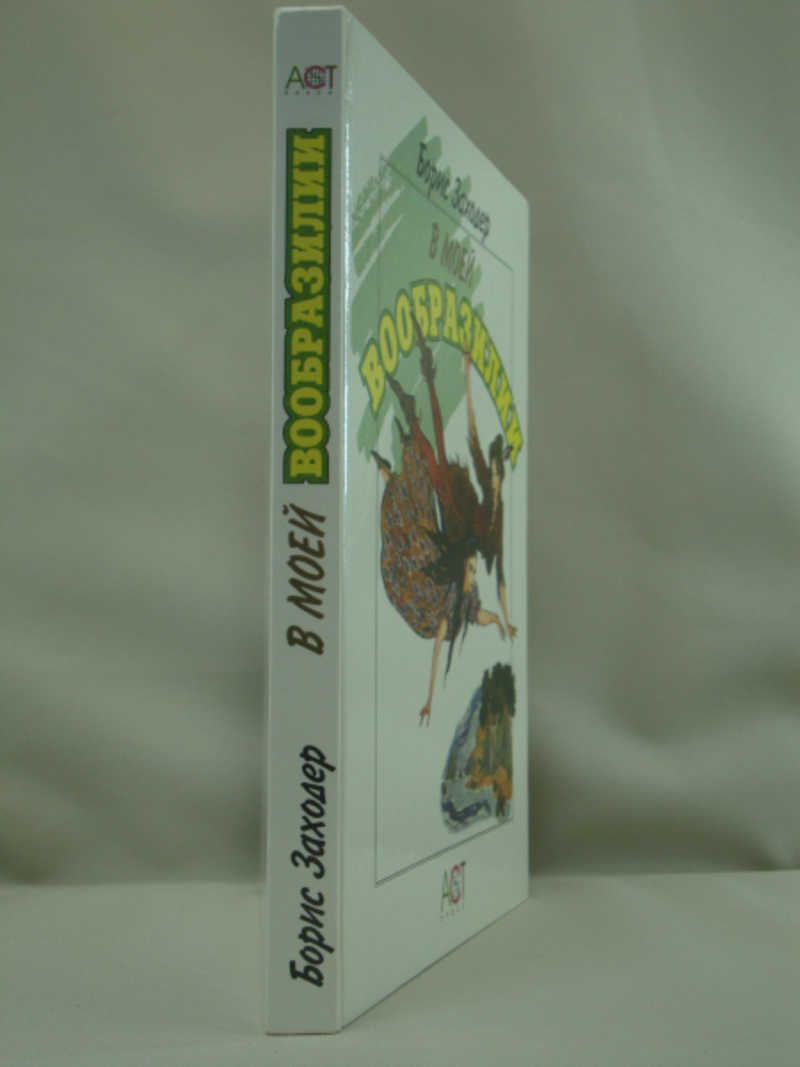 АСТ
Борис Заходер В МОЕЙ ВООБРАЗИЛИИ
Борис Заходер
В МОЕЙ
ВООБРАЗИЛИИ
АСТ